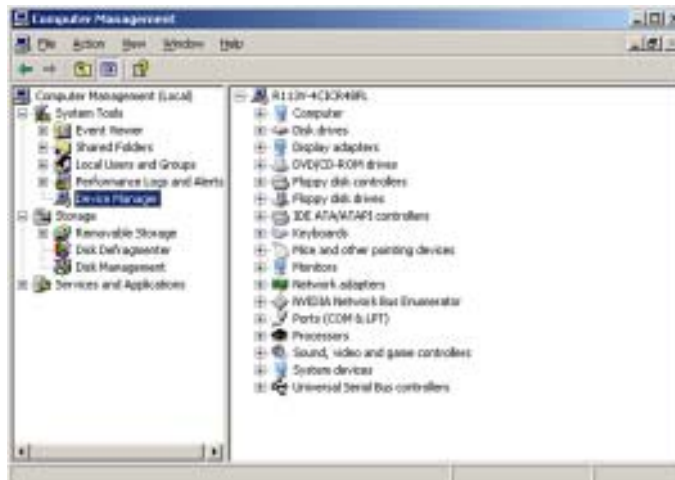 Computer Management
File Action View Window Help
Computer Management (Local)
System Tools
Event Viewer
Shared Folders
Local Users and Groups
Performance Logs and Alerts
Device Manager
Storage
Removable Storage
Disk Defragmenter
Disk Management
Services and Applications
Computer
Disk drives
Display adapters
DVD/CD-ROM drives
Floppy disk controllers
Floppy disk drives
IDE ATA/ATAPI controllers
Keyboards
Mice and other pointing devices
Monitors
Network adapters
NVIDIA Network Bus Enumerator
Ports (COM & LPT)
Processors
Sound, video and game controllers
System devices
Universal Serial Bus controllers